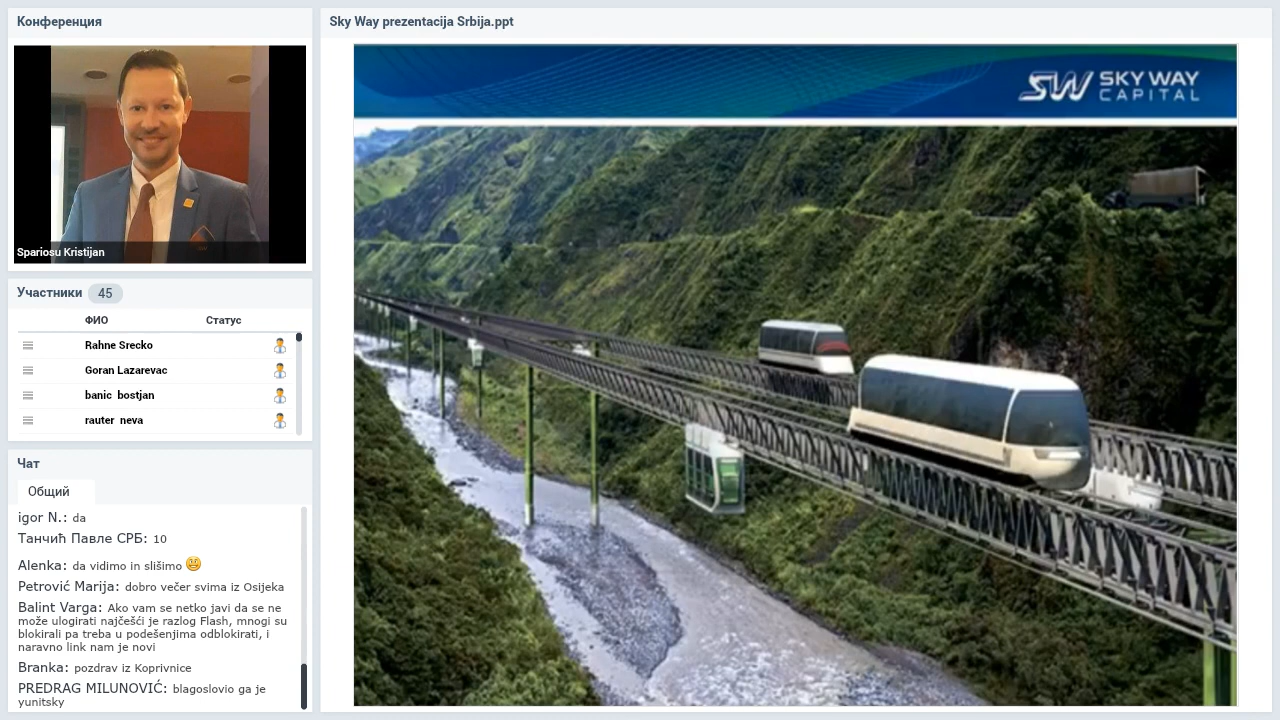 Конференция
Spariosu Kristijan
Участники 45
ФИО Статус
Rahne Srecko
Goran Lazarevac
banic bostjan
rauter neva
Чат
Общий
igor N.: da
Танчић Павле СРБ: 10
Alenka: da vidimo in slišimo
Petrović Marija: dobro večer svima iz Osijeka
Balint Varga: Ako vam se netko javi da se ne
može ulogirati najčešći je razlog Flash, mnogi su
blokirali pa treba u podešenjima odblokirati, i
naravno link nam je novi
Branka: pozdrav iz Koprivnice
PREDRAG MILUNOVIĆ: blagoslovio ga je
yunitsky
Sky Way prezentacija Srbija.ppt
SW SKY WAY
CAPITAL